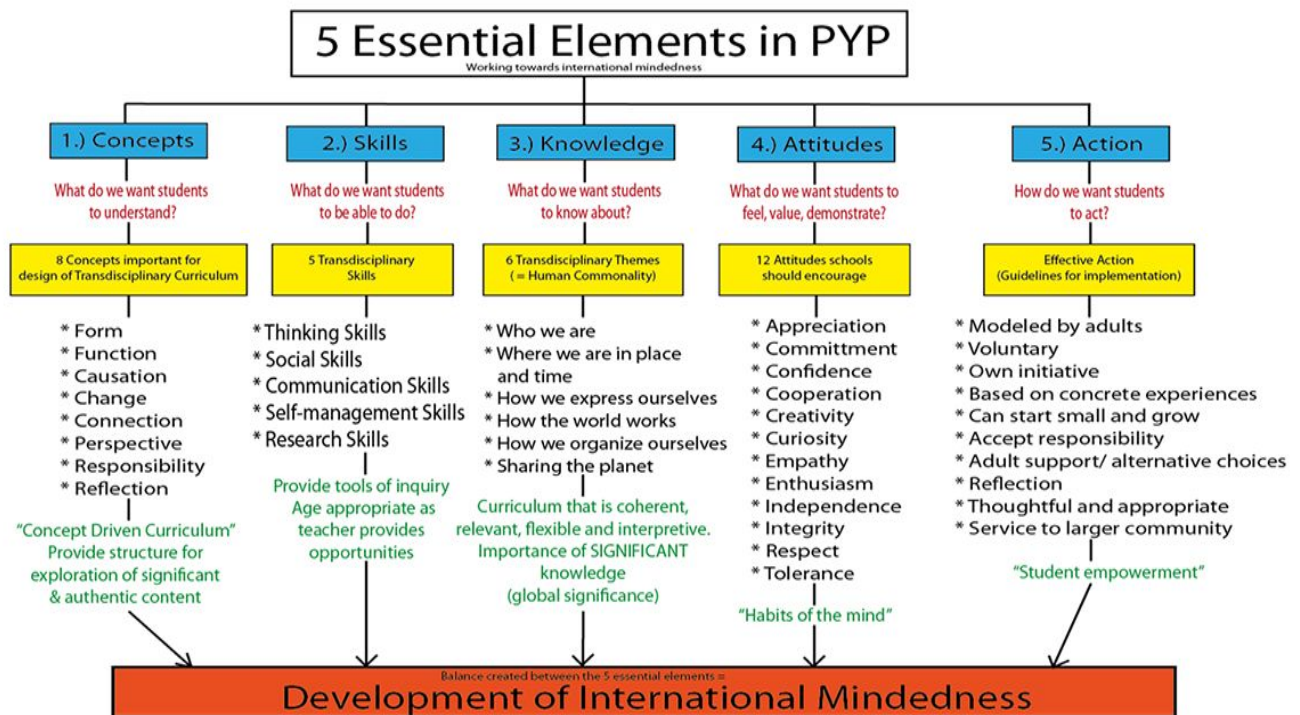 5 Essential Elements in PYP
Working towards international mindedness
1.) Concepts
What do we want students
to understand?
8 Concepts important for
design of Transdisciplinary Curriculum
* Form
* Function
* Causation
* Change
* Connection
* Perspective
* Responsibility
* Reflection
"Concept Driven Curriculum"
Provide structure for
exploration of significant
& authentic content
2.) Skills
What do we want students
to be able to do?
5 Transdisciplinary
Skills
* Thinking Skills
* Social Skills
* Communication Skills
* Self-management Skills
* Research Skills
Provide tools of inquiry
Age appropriate as
teacher provides
opportunities
3.) Knowledge
What do we want students
to know about?
6 Transdisciplinary Themes
( = Human Commonality)
* Who we are
* Where we are in place
and time
* How we express ourselves
* How the world works
* How we organize ourselves
* Sharing the planet
Curriculum that is coherent,
relevant, flexible and interpretive.
Importance of SIGNIFICANT
knowledge
(global significance)
4.) Attitudes
What do we want students to
feel, value, demonstrate?
12 Attitudes schools
should encourage
* Appreciation
* Committment
* Confidence
* Cooperation
* Creativity
* Curiosity
* Empathy
* Enthusiasm
* Independence
* Integrity
* Respect
* Tolerance
"Habits of the mind"
5.) Action
How do we want students
to act?
Effective Action
(Guidelines for implementation)
* Modeled by adults
* Voluntary
* Own initiative
* Based on concrete experiences
* Can start small and grow
* Accept responsibility
* Adult support/ alternative choices
* Reflection
* Thoughtful and appropriate
* Service to larger community
"Student empowerment"
Balance created between the 5 essential elements =
Development of International Mindedness